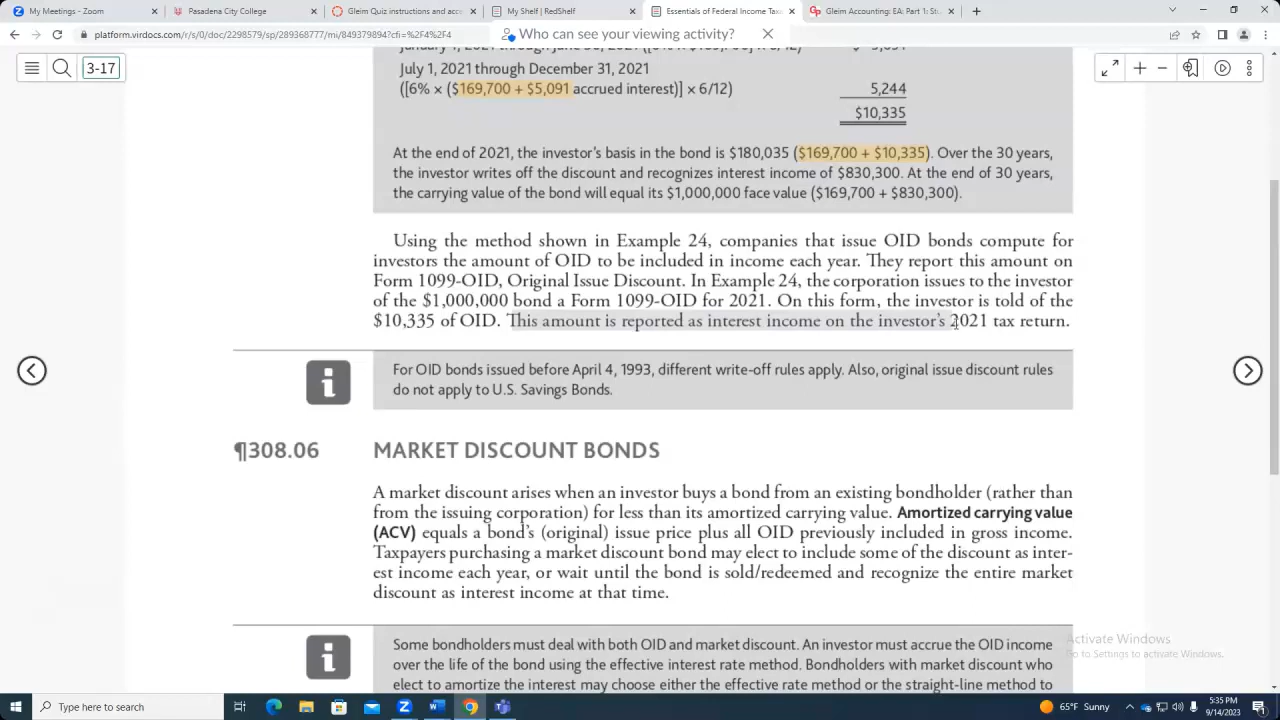 My Meetings - Zoom
Pasadena City College
Gleim Quiz instructions and acce
My Shelf | RedShelf
Essentials of Federal Income Tax
Gleim Accounting: EA: Part 1: Stu
platform.virdocs.com/r/s/0/doc/2298579/sp/289368777/mi/849379894?cfi=%2F4%2F4
Who can see your viewing activity?
3-17
July 1, 2021 through December 31, 2021
([6% × ($169,700 + $5,091 accrued interest)] × 6/12) 5,244
$10,335
At the end of 2021, the investor's basis in the bond is $180,035 ($169,700 + $10,335). Over the 30 years,
the investor writes off the discount and recognizes interest income of $830,300. At the end of 30 years,
the carrying value of the bond will equal its $1,000,000 face value ($169,700 + $830,300).
Using the method shown in Example 24, companies that issue OID bonds compute for
investors the amount of OID to be included in income each year. They report this amount on
Form 1099-OID, Original Issue Discount. In Example 24, the corporation issues to the investor
of the $1,000,000 bond a Form 1099-OID for 2021. On this form, the investor is told of the
$10,335 of OID. This amount is reported as interest income on the investor's 2021 tax return.
For OID bonds issued before April 4, 1993, different write-off rules apply. Also, original issue discount rules
do not apply to U.S. Savings Bonds.
¶308.06 MARKET DISCOUNT BONDS
A market discount arises when an investor buys a bond from an existing bondholder (rather than
from the issuing corporation) for less than its amortized carrying value. Amortized carrying value
(ACV) equals a bond's (original) issue price plus all OID previously included in gross income.
Taxpayers purchasing a market discount bond may elect to include some of the discount as inter-
est income each year, or wait until the bond is sold/redeemed and recognize the entire market
discount as interest income at that time.
Some bondholders must deal with both OID and market discount. An investor must accrue the OID income
over the life of the bond using the effective interest rate method. Bondholders with market discount who
elect to amortize the interest may choose either the effective rate method or the straight-line method to
Activate Windows
Go to Settings to activate Windows.
Type here to search
65°F Sunny
5:35 PM
9/14/2023